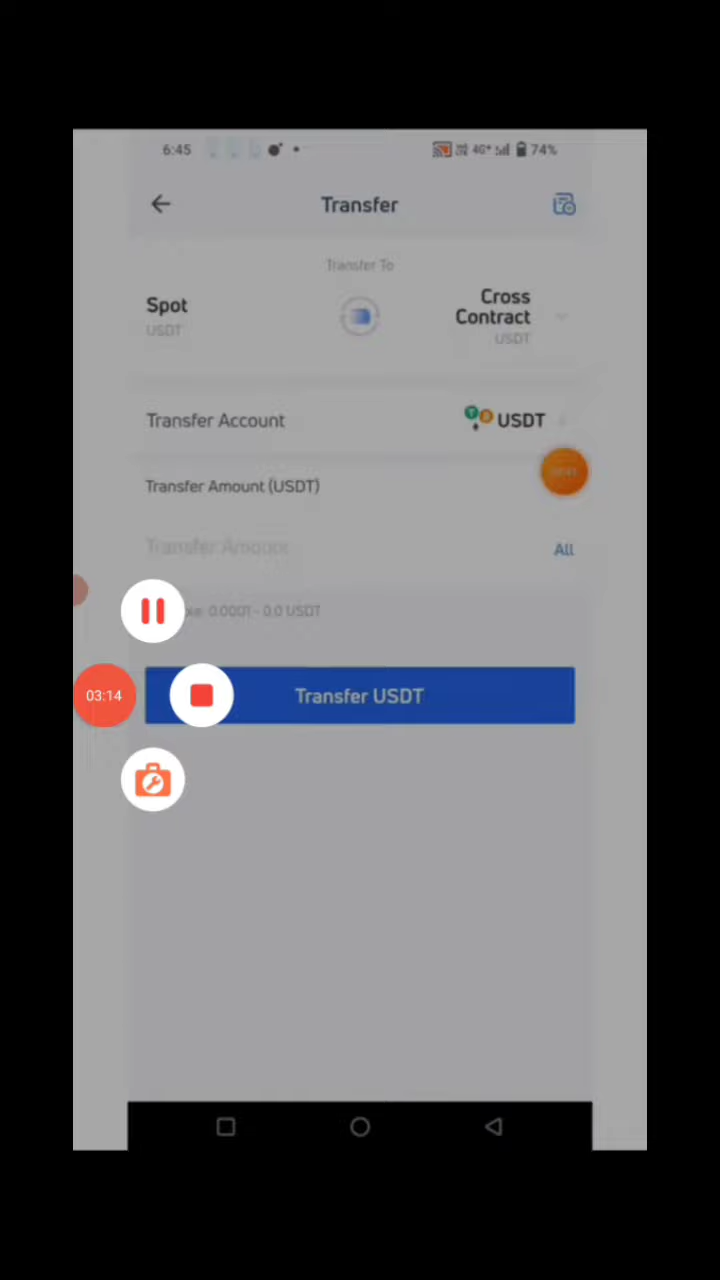 6:45
4G+ 74%
Transfer
Transfer To
Spot
Cross
Contract
USDT
USDT
Transfer Account
USDT
Transfer Amount (USDT)
Transfer Amount
All
0.0001 - 0.0 USDT
03:14
Transfer USDT